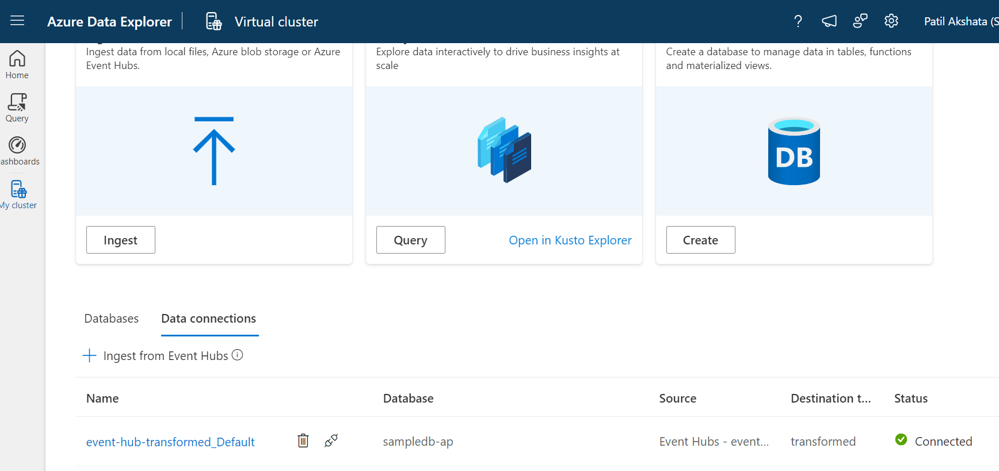 Azure Data Explorer
Virtual cluster
Patil Akshata (S
Home
Query
ashboards
My cluster
Ingest data from local files, Azure blob storage or Azure
Event Hubs.
Ingest
Explore data interactively to drive business insights at
scale
Query
Open in Kusto Explorer
Create a database to manage data in tables, functions
and materialized views.
DB
Create
Databases
Data connections
Ingest from Event Hubs
Name
Database
Source
Destination t...
Status
event-hub-transformed_Default
sampledb-ap
Event Hubs - event...
transformed
Connected